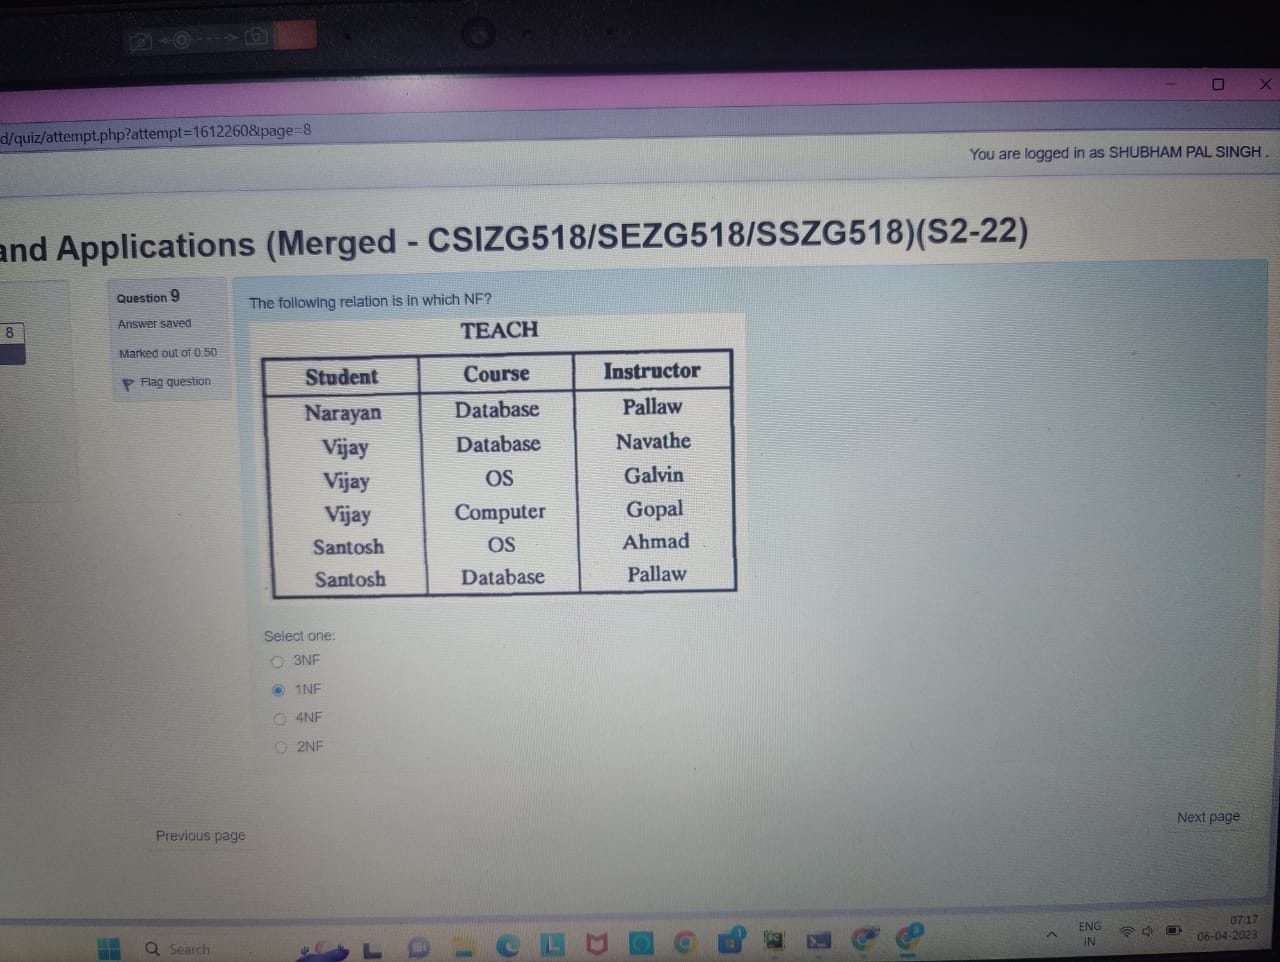 d/quiz/attempt.php?attempt=1612260&page=8
You are logged in as SHUBHAM PAL SINGH .
and Applications (Merged - CSIZG518/SEZG518/SSZG518)(S2-22)
8
Question 9
Answer saved
Marked out of 0.50
Flag question
The following relation is in which NF?
TEACH
Student Course Instructor
Narayan Database Pallaw
Vijay Database Navathe
Vijay OS Galvin
Vijay Computer Gopal
Santosh OS Ahmad
Santosh Database Pallaw
Select one:
3NF
1NF
4NF
2NF
Previous page
Next page
Search
ENG
IN
07:17
06-04-2023